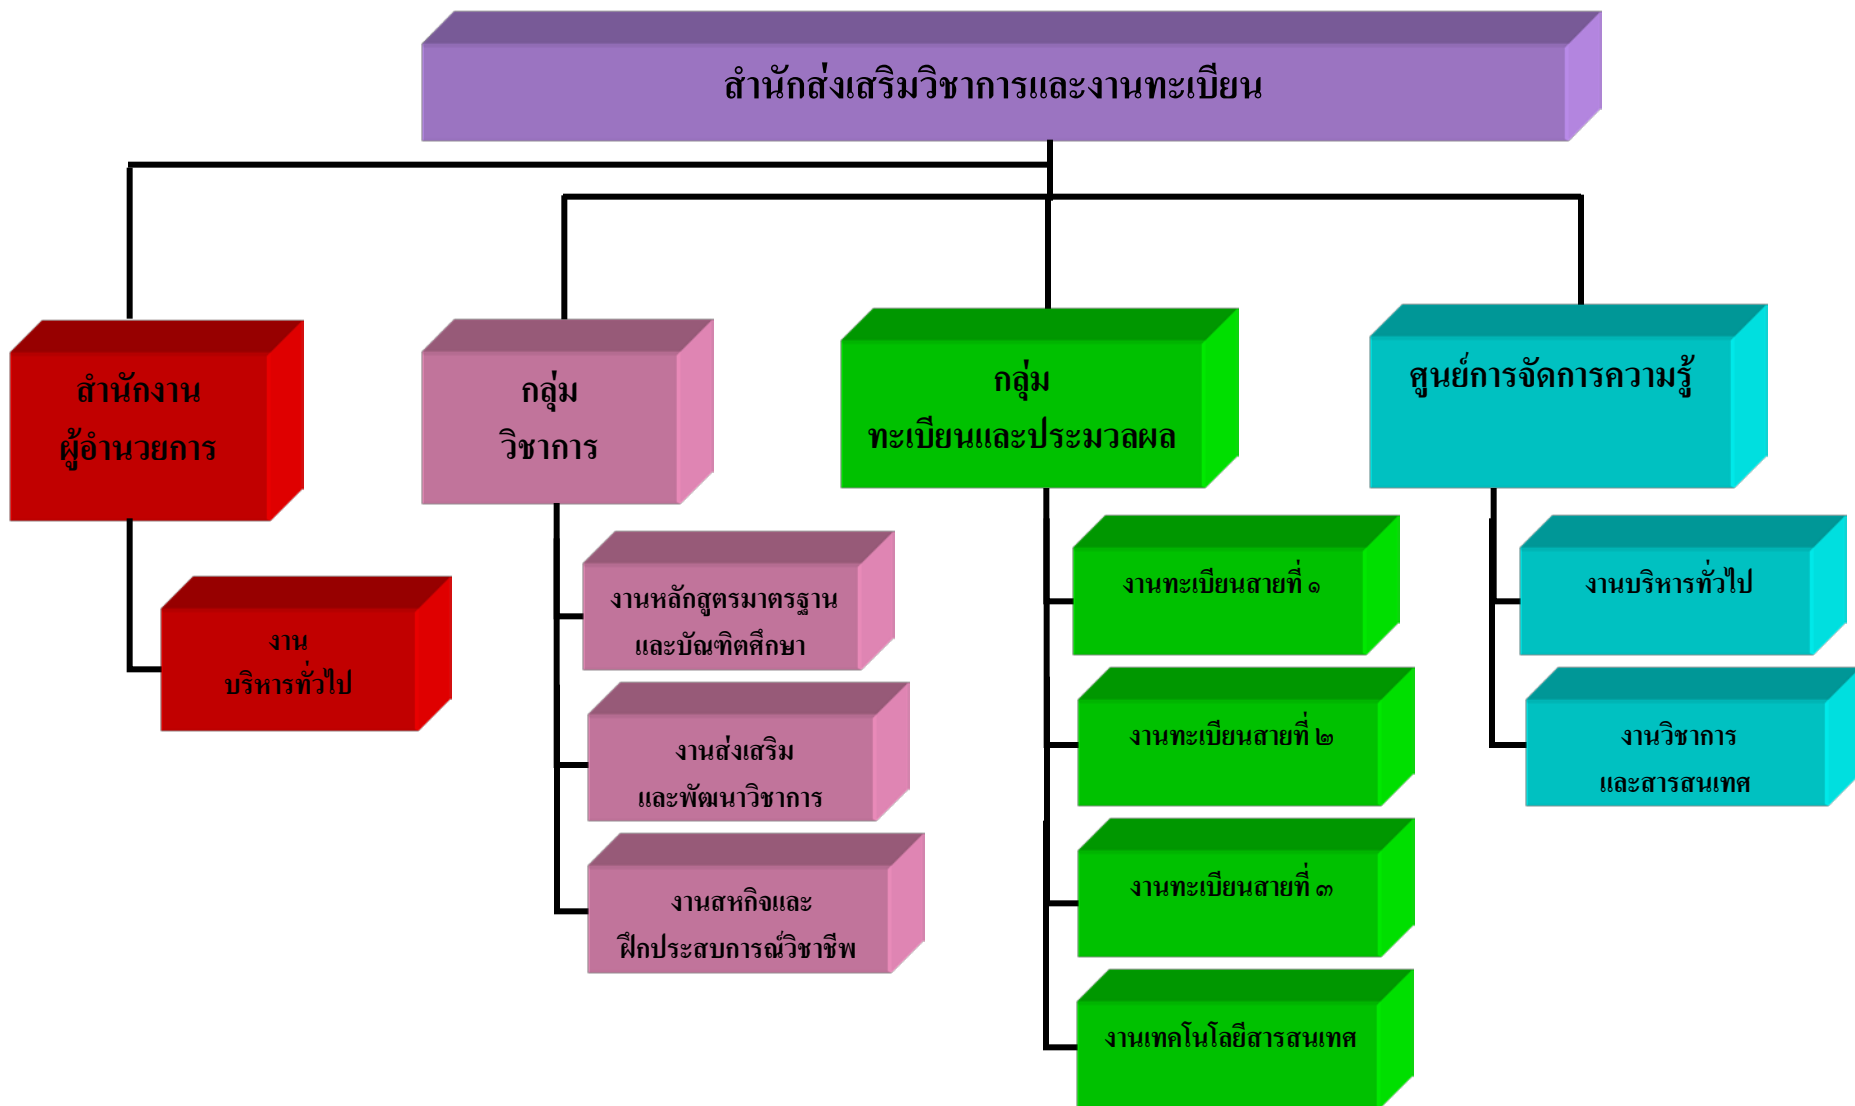 สำนักส่งเสริมวิชาการและงานทะเบียน
สำนักงาน
ผู้อำนวยการ
งาน
บริหารทั่วไป
กลุ่ม
วิชาการ
งานหลักสูตรมาตรฐาน
และบัณฑิตศึกษา
งานส่งเสริม
และพัฒนาวิชาการ
งานสหกิจและ
ฝึกประสบการณ์วิชาชีพ
กลุ่ม
ทะเบียนและประมวลผล
งานทะเบียนสายที่ ๑
งานทะเบียนสายที่ ๒
งานทะเบียนสายที่ ๓
งานเทคโนโลยีสารสนเทศ
ศูนย์การจัดการความรู้
งานบริหารทั่วไป
งานวิชาการ
และสารสนเทศ